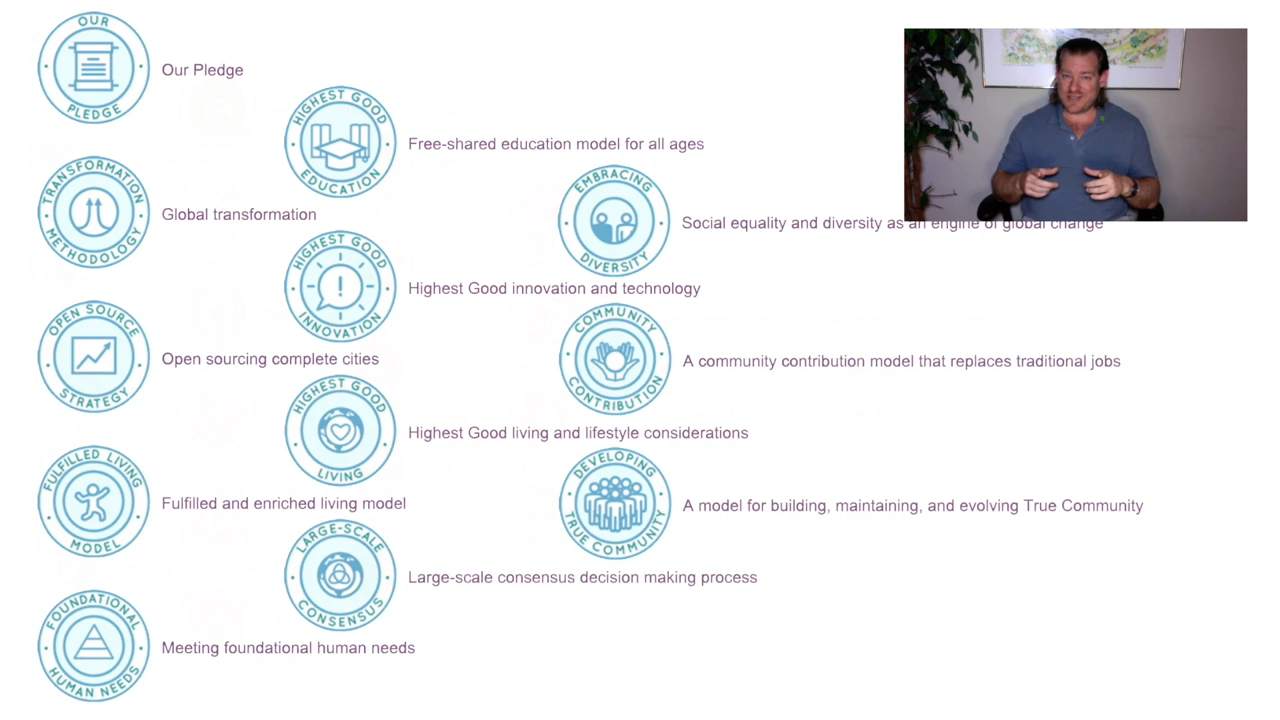 OUR PLEDGE
Our Pledge
HIGHEST GOOD EDUCATION
Free-shared education model for all ages
TRANSFORMATION METHODOLOGY
Global transformation
EMBRACING DIVERSITY
Social equality and diversity as an engine of global change
HIGHEST GOOD INNOVATION
!
Highest Good innovation and technology
OPEN SOURCE STRATEGY
Open sourcing complete cities
COMMUNITY CONTRIBUTION
A community contribution model that replaces traditional jobs
HIGHEST GOOD LIVING
Highest Good living and lifestyle considerations
FULFILLED LIVING MODEL
Fulfilled and enriched living model
DEVELOPING TRUE COMMUNITY
A model for building, maintaining, and evolving True Community
LARGE-SCALE CONSENSUS
Large-scale consensus decision making process
FOUNDATIONAL HUMAN NEEDS
Meeting foundational human needs